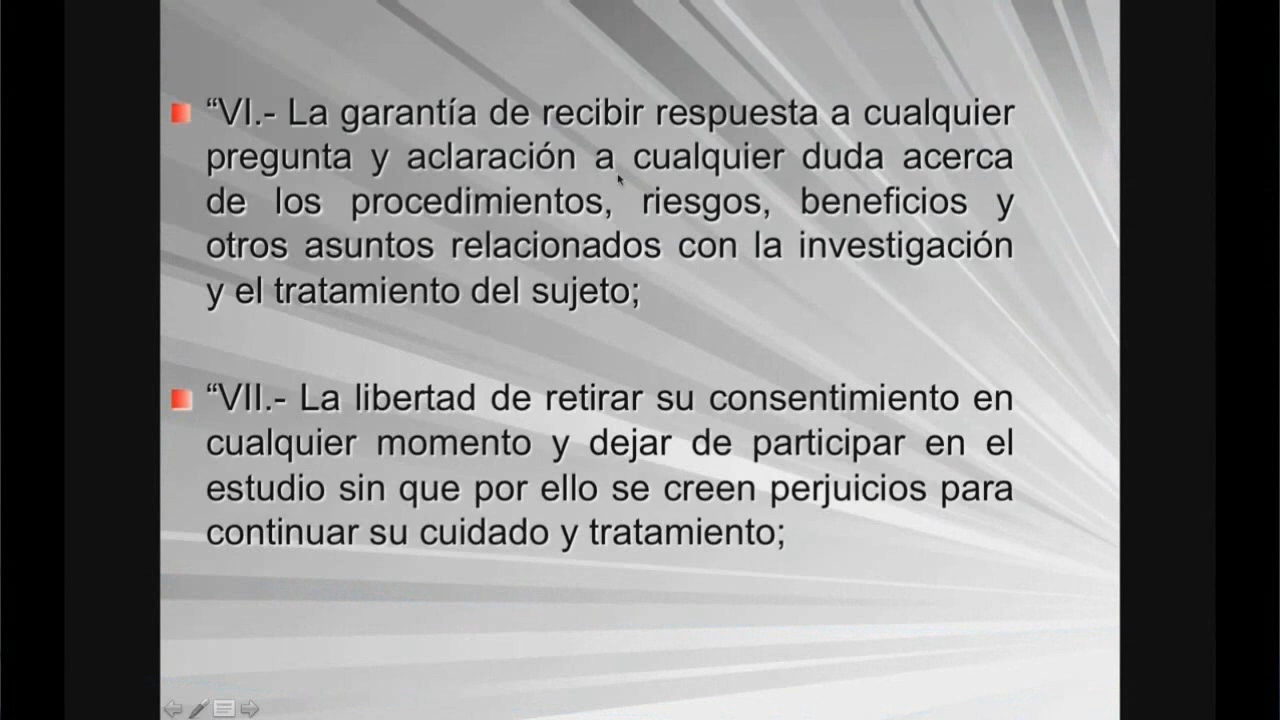 “VI.- La garantía de recibir respuesta a cualquier
pregunta y aclaración a cualquier duda acerca
de los procedimientos, riesgos, beneficios y
otros asuntos relacionados con la investigación
y el tratamiento del sujeto;
“VII.- La libertad de retirar su consentimiento en
cualquier momento y dejar de participar en el
estudio sin que por ello se creen perjuicios para
continuar su cuidado y tratamiento;